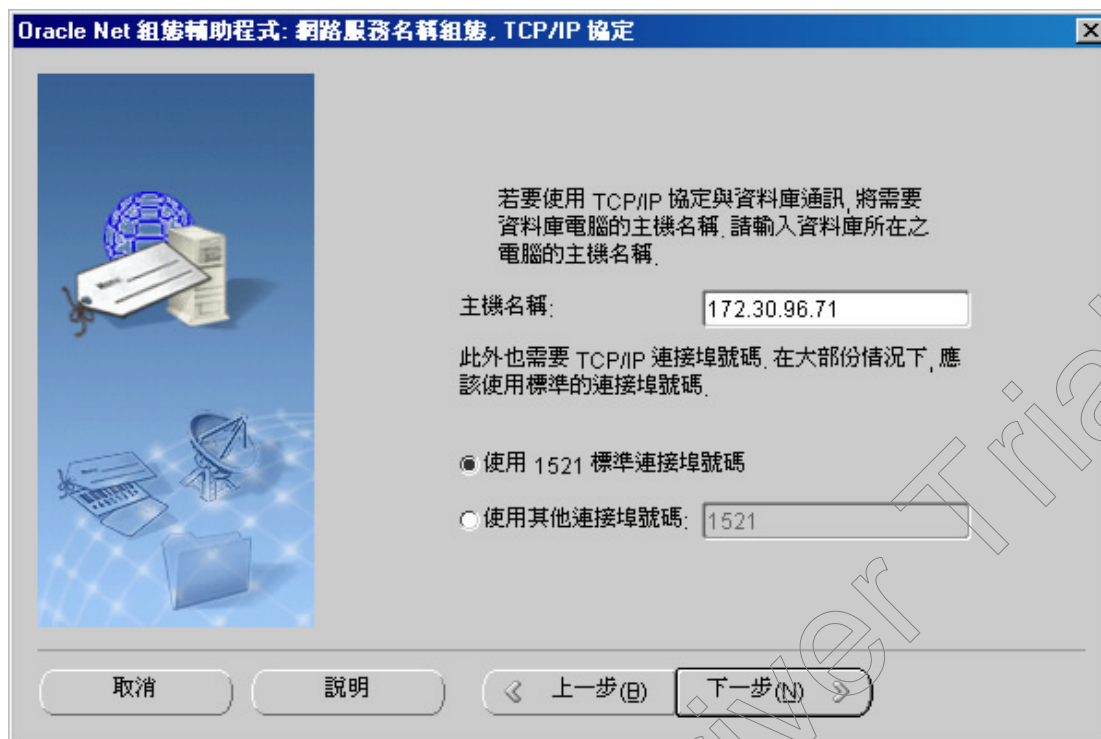 Oracle Net 組態輔助程式: 網路服務名稱組態, TCP/IP 協定
若要使用 TCP/IP 協定與資料庫通訊, 將需要
資料庫電腦的主機名稱. 請輸入資料庫所在之
電腦的主機名稱.
主機名稱:
172.30.96.71
此外也需要 TCP/IP 連接埠號碼. 在大部份情況下, 應
該使用標準的連接埠號碼.
使用 1521 標準連接埠號碼
使用其他連接埠號碼:
1521
取消
說明
上一步(B)
下一步(N)